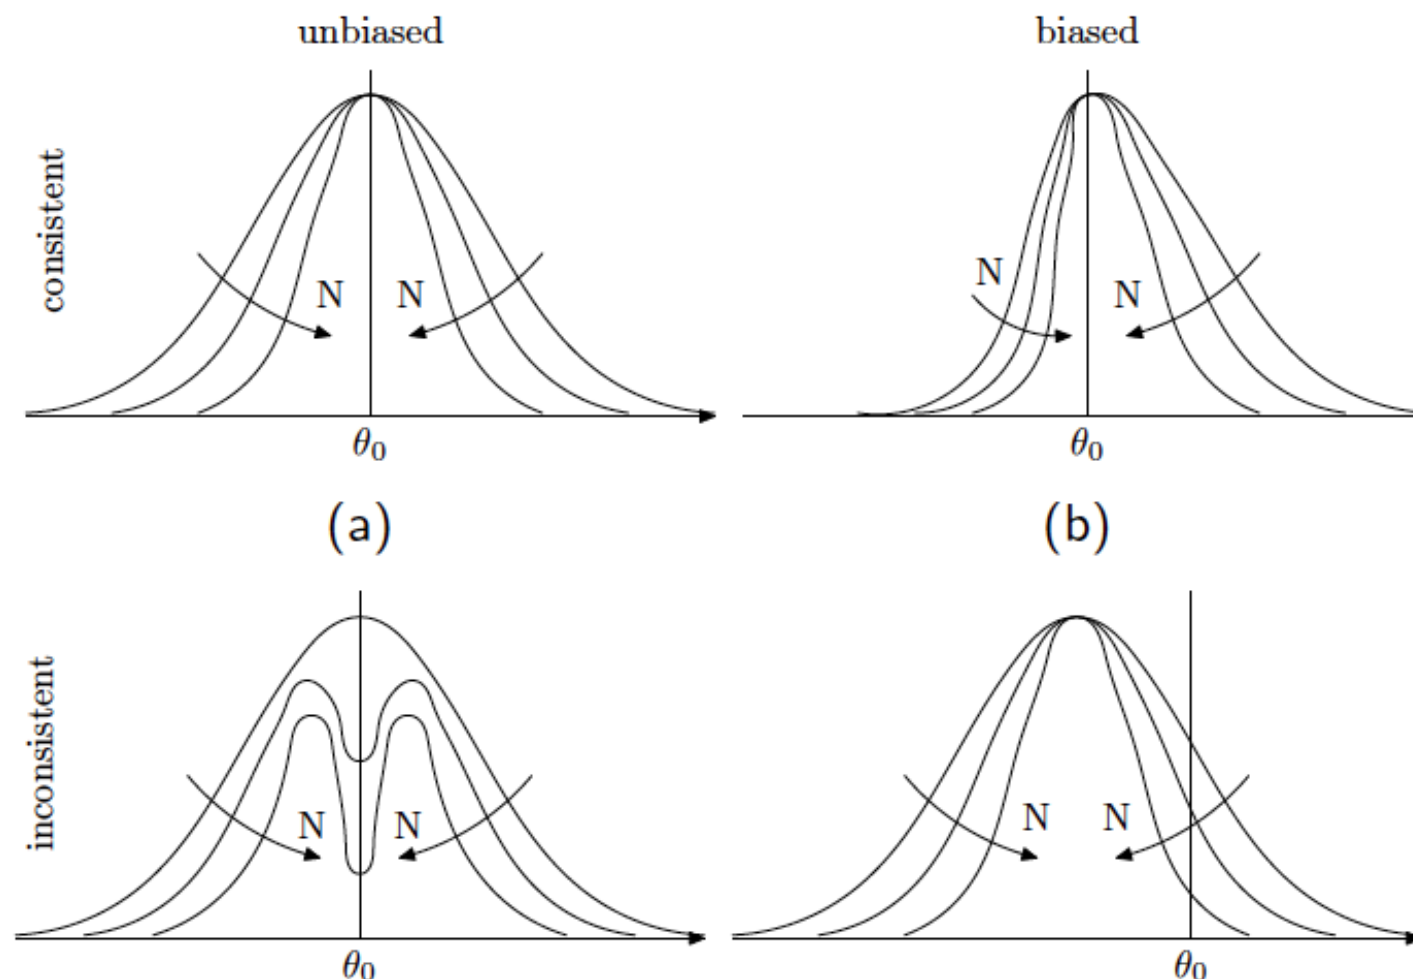 unbiased
biased
consistent
N
N
N
N
θ₀
θ₀
(a)
(b)
inconsistent
N
N
N
N
θ₀
θ₀